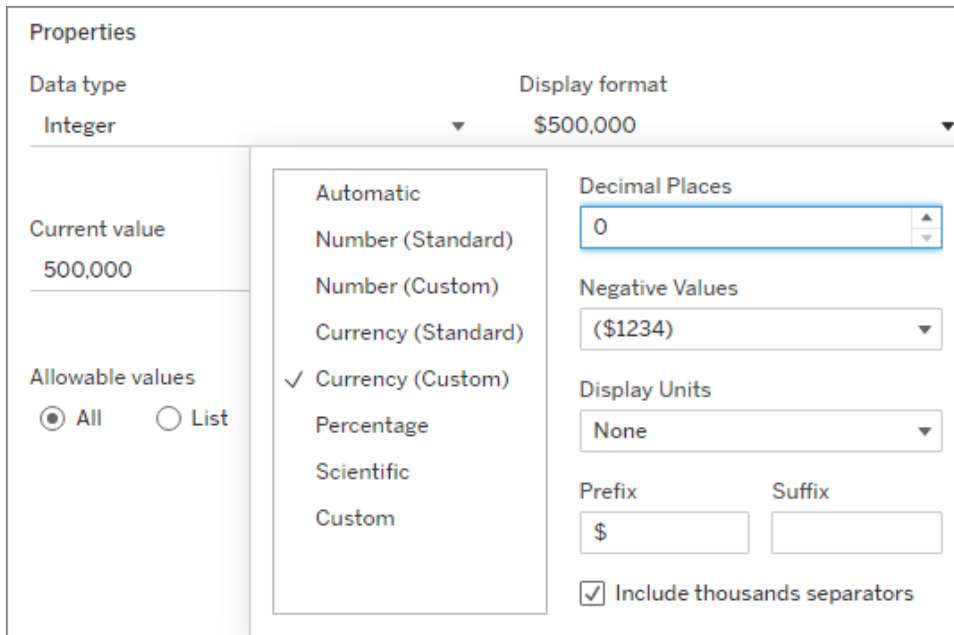 Properties
Data type
Display format
Integer
$500,000
Current value
500,000
Allowable values
All
List
Automatic
Number (Standard)
Number (Custom)
Currency (Standard)
Currency (Custom)
Percentage
Scientific
Custom
Decimal Places
0
Negative Values
($1234)
Display Units
None
Prefix
Suffix
$
Include thousands separators